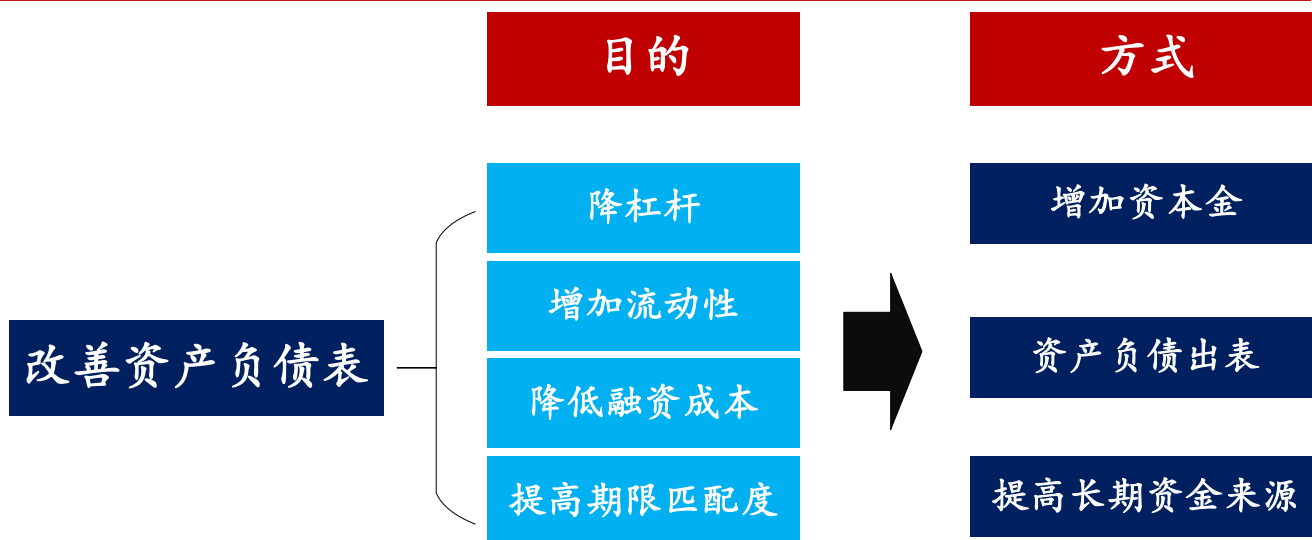 目的
方式
改善资产负债表
降杠杆
增加流动性
降低融资成本
提高期限匹配度
增加资本金
资产负债出表
提高长期资金来源